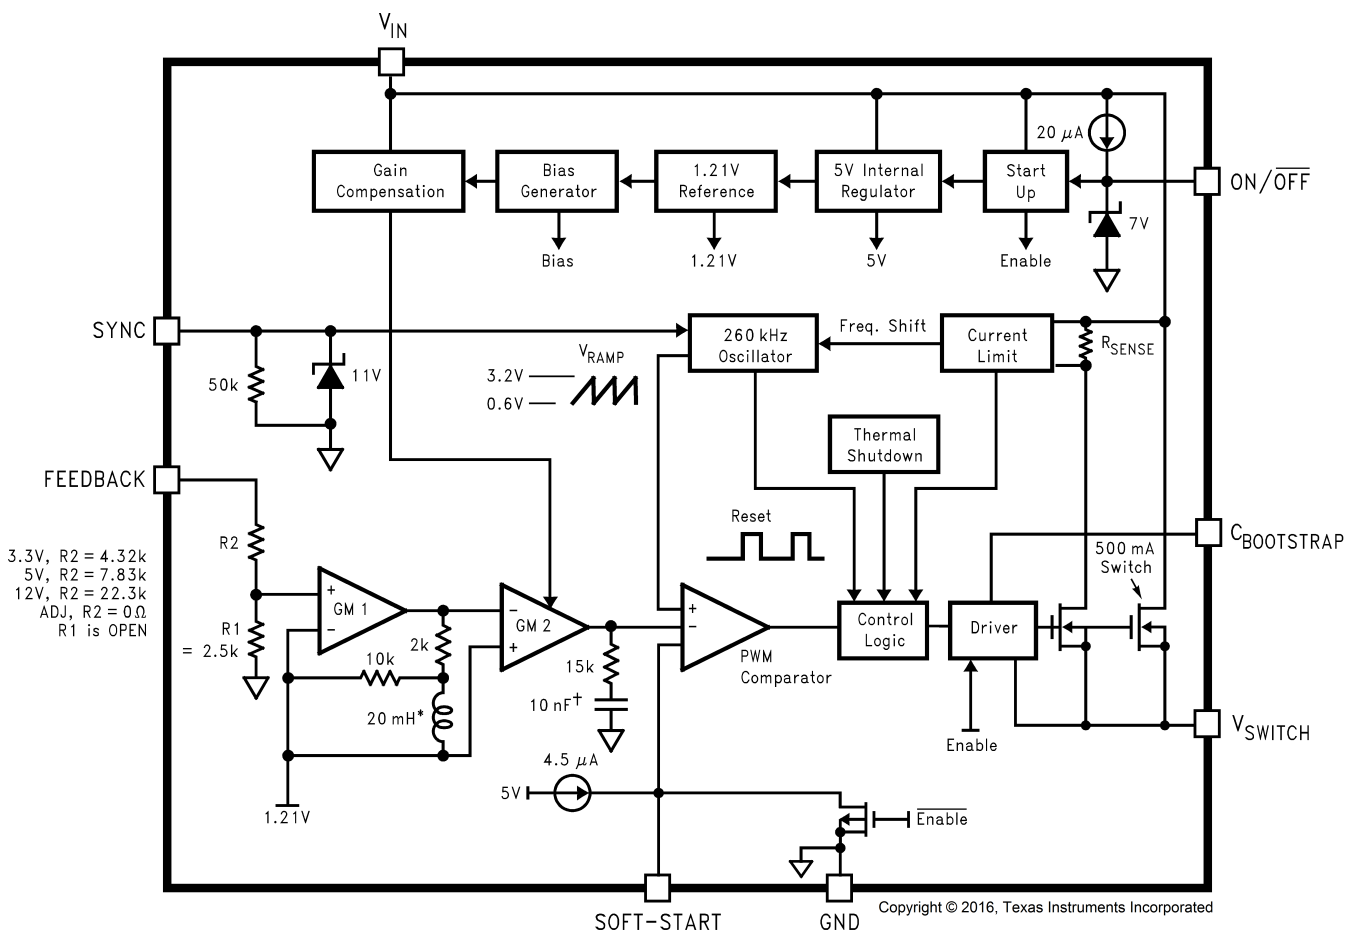 VIN
20 μA
Gain
Compensation
Bias
Generator
1.21V
Reference
5V Internal
Regulator
Start
Up
ON/OFF
7V
Bias
1.21V
5V
Enable
SYNC
50k
11V
VRAMP
3.2V
0.6V
260 kHz
Oscillator
Freq. Shift
Current
Limit
RSENSE
Thermal
Shutdown
FEEDBACK
R2
3.3V, R2 = 4.32k
5V, R2 = 7.83k
12V, R2 = 22.3k
ADJ, R2 = 0Ω
R1 is OPEN
R1
= 2.5k
Reset
500 mA
Switch
CBOOTSTRAP
+
GM 1
−
−
GM 2
+
2k
10k
20 mH*
15k
10 nF†
+
−
PWM
Comparator
Control
Logic
Driver
Enable
VSWITCH
4.5 μA
5V
1.21V
Enable
SOFT-START
GND
Copyright © 2016, Texas Instruments Incorporated